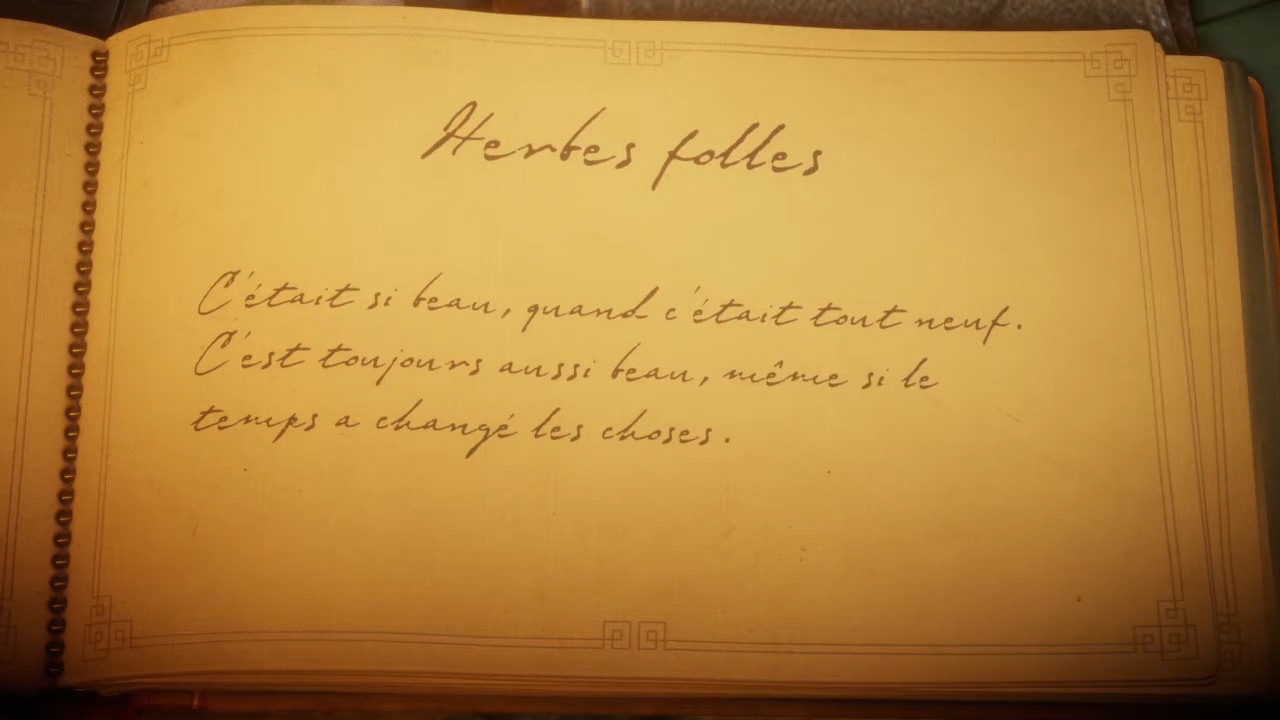 Herbes folles
C'était si beau, quand c'était tout neuf.
C'est toujours aussi beau, même si le
temps a changé les choses.